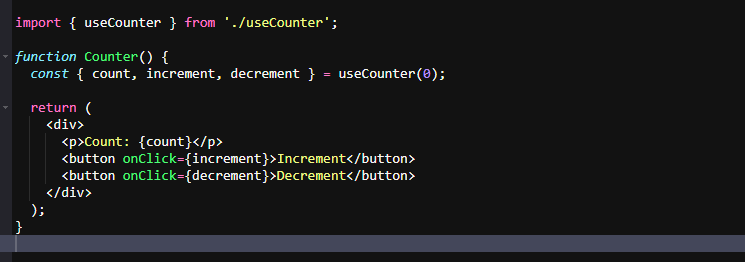 import { useCounter } from './useCounter';
function Counter() {
const { count, increment, decrement } = useCounter(0);
return (
<div>
<p>Count: {count}</p>
<button onClick={increment}>Increment</button>
<button onClick={decrement}>Decrement</button>
</div>
);
}